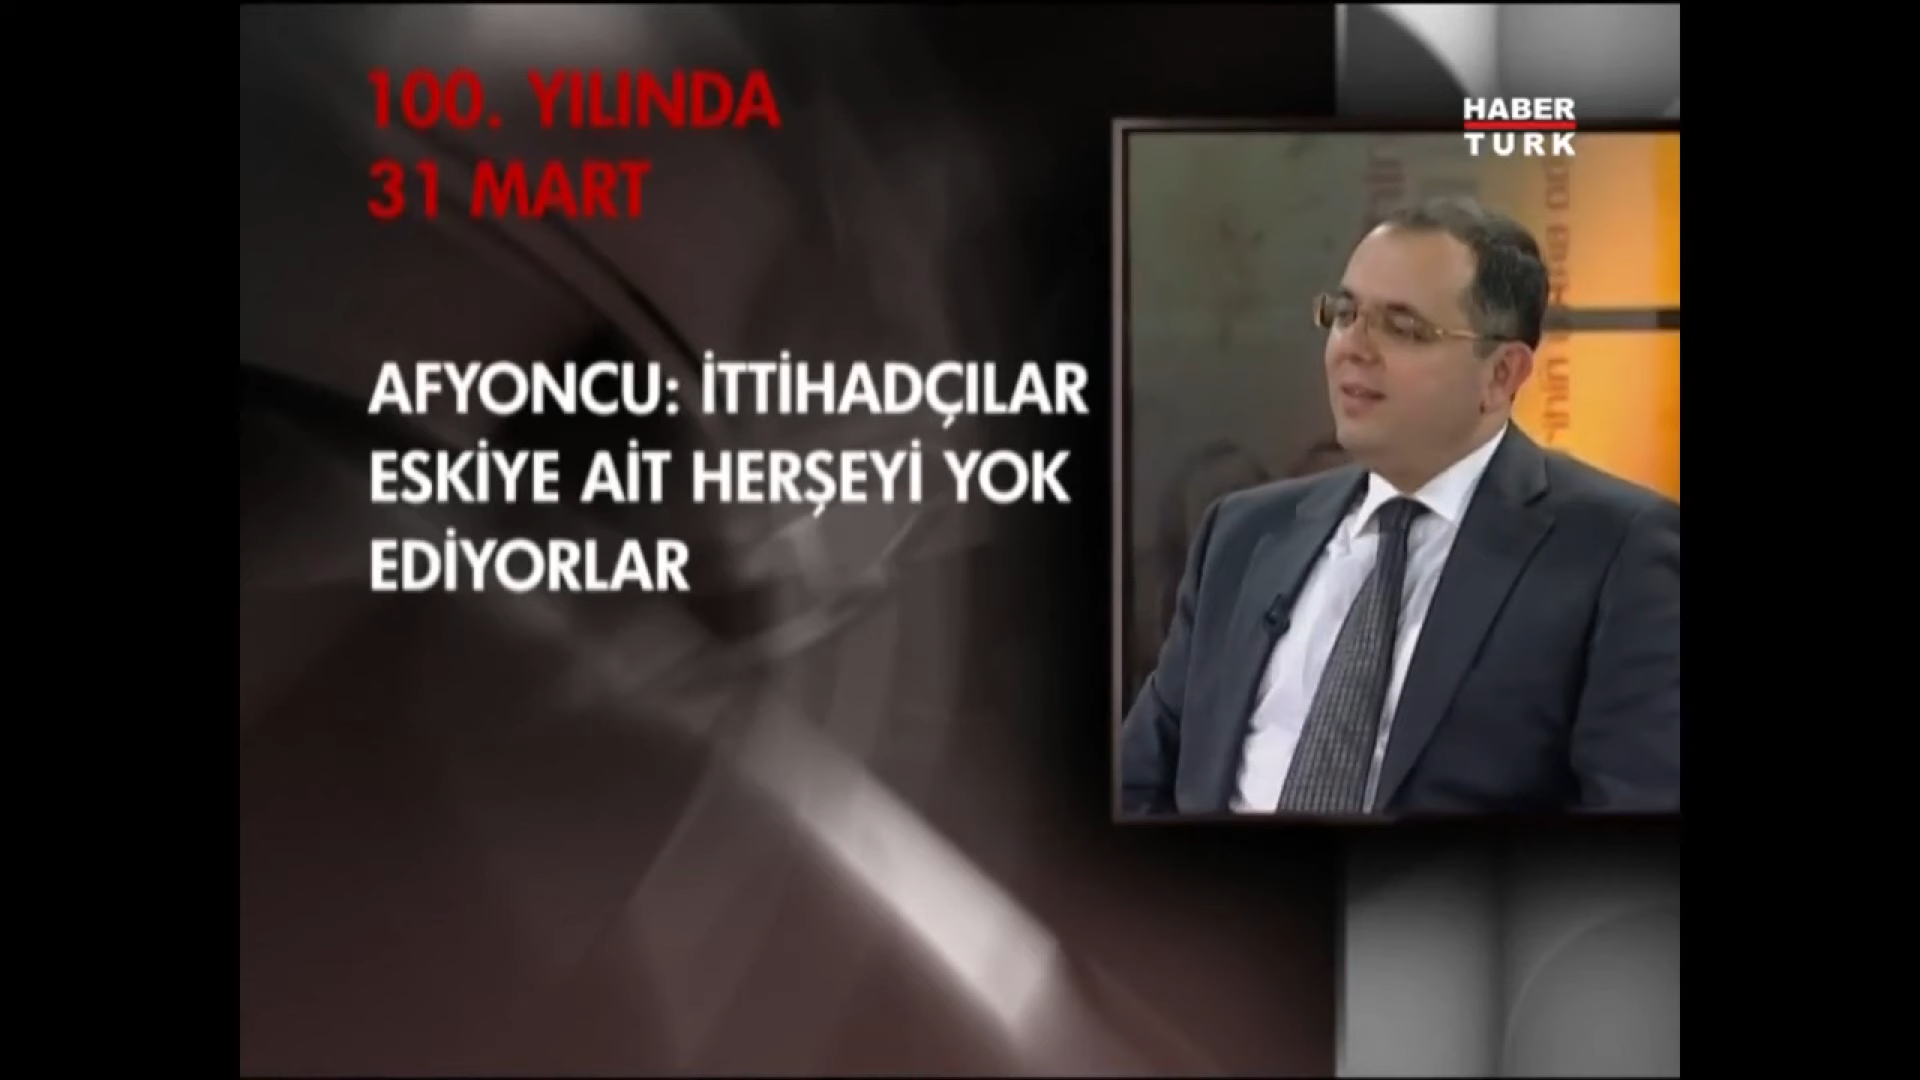 100. YILINDA
31 MART
HABER
TURK
AFYONCU: İTTİHADÇILAR
ESKİYE AİT HERŞEYİ YOK
EDİYORLAR